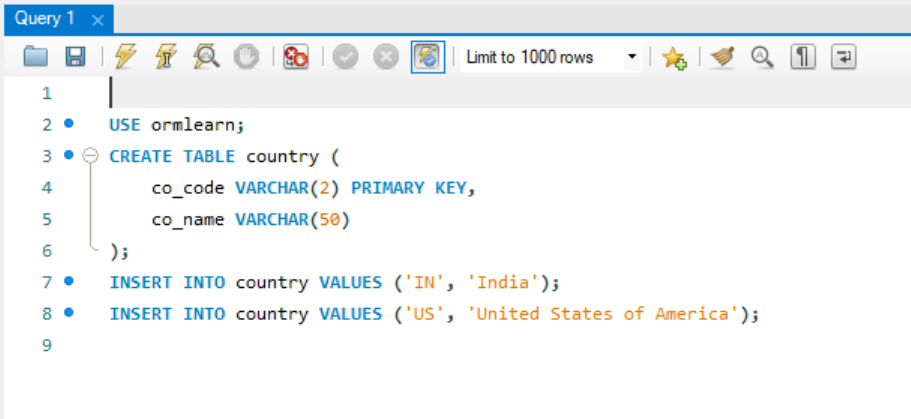 Query 1
Limit to 1000 rows
1
2 USE ormlearn;
3 CREATE TABLE country (
4 co_code VARCHAR(2) PRIMARY KEY,
5 co_name VARCHAR(50)
6 );
7 INSERT INTO country VALUES ('IN', 'India');
8 INSERT INTO country VALUES ('US', 'United States of America');
9